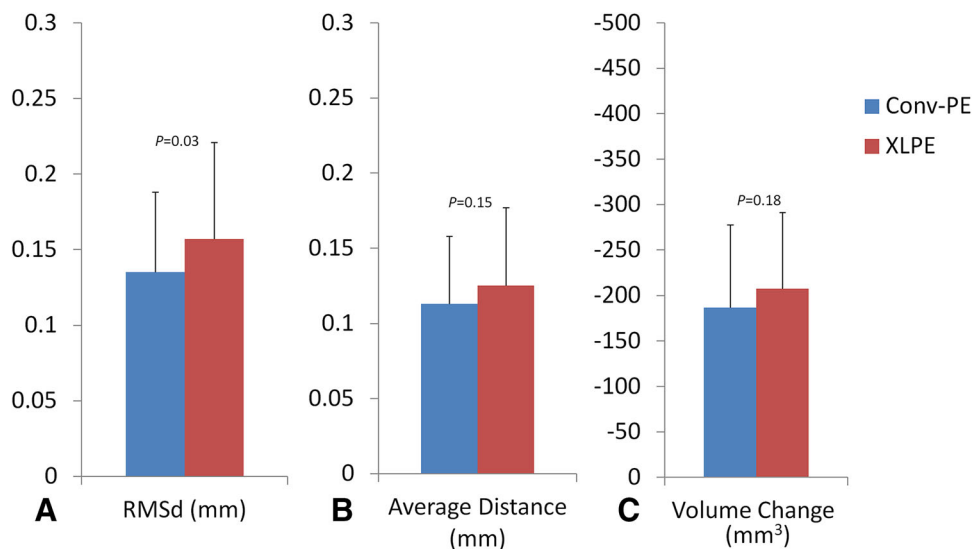 0.3
0.25
0.2
0.15
0.1
0.05
0
P=0.03
A
RMSd (mm)
0.3
0.25
0.2
0.15
0.1
0.05
0
P=0.15
B
Average Distance
(mm)
-500
-450
-400
-350
-300
-250
-200
-150
-100
-50
0
P=0.18
C
Volume Change
(mm³)
Conv-PE
XLPE